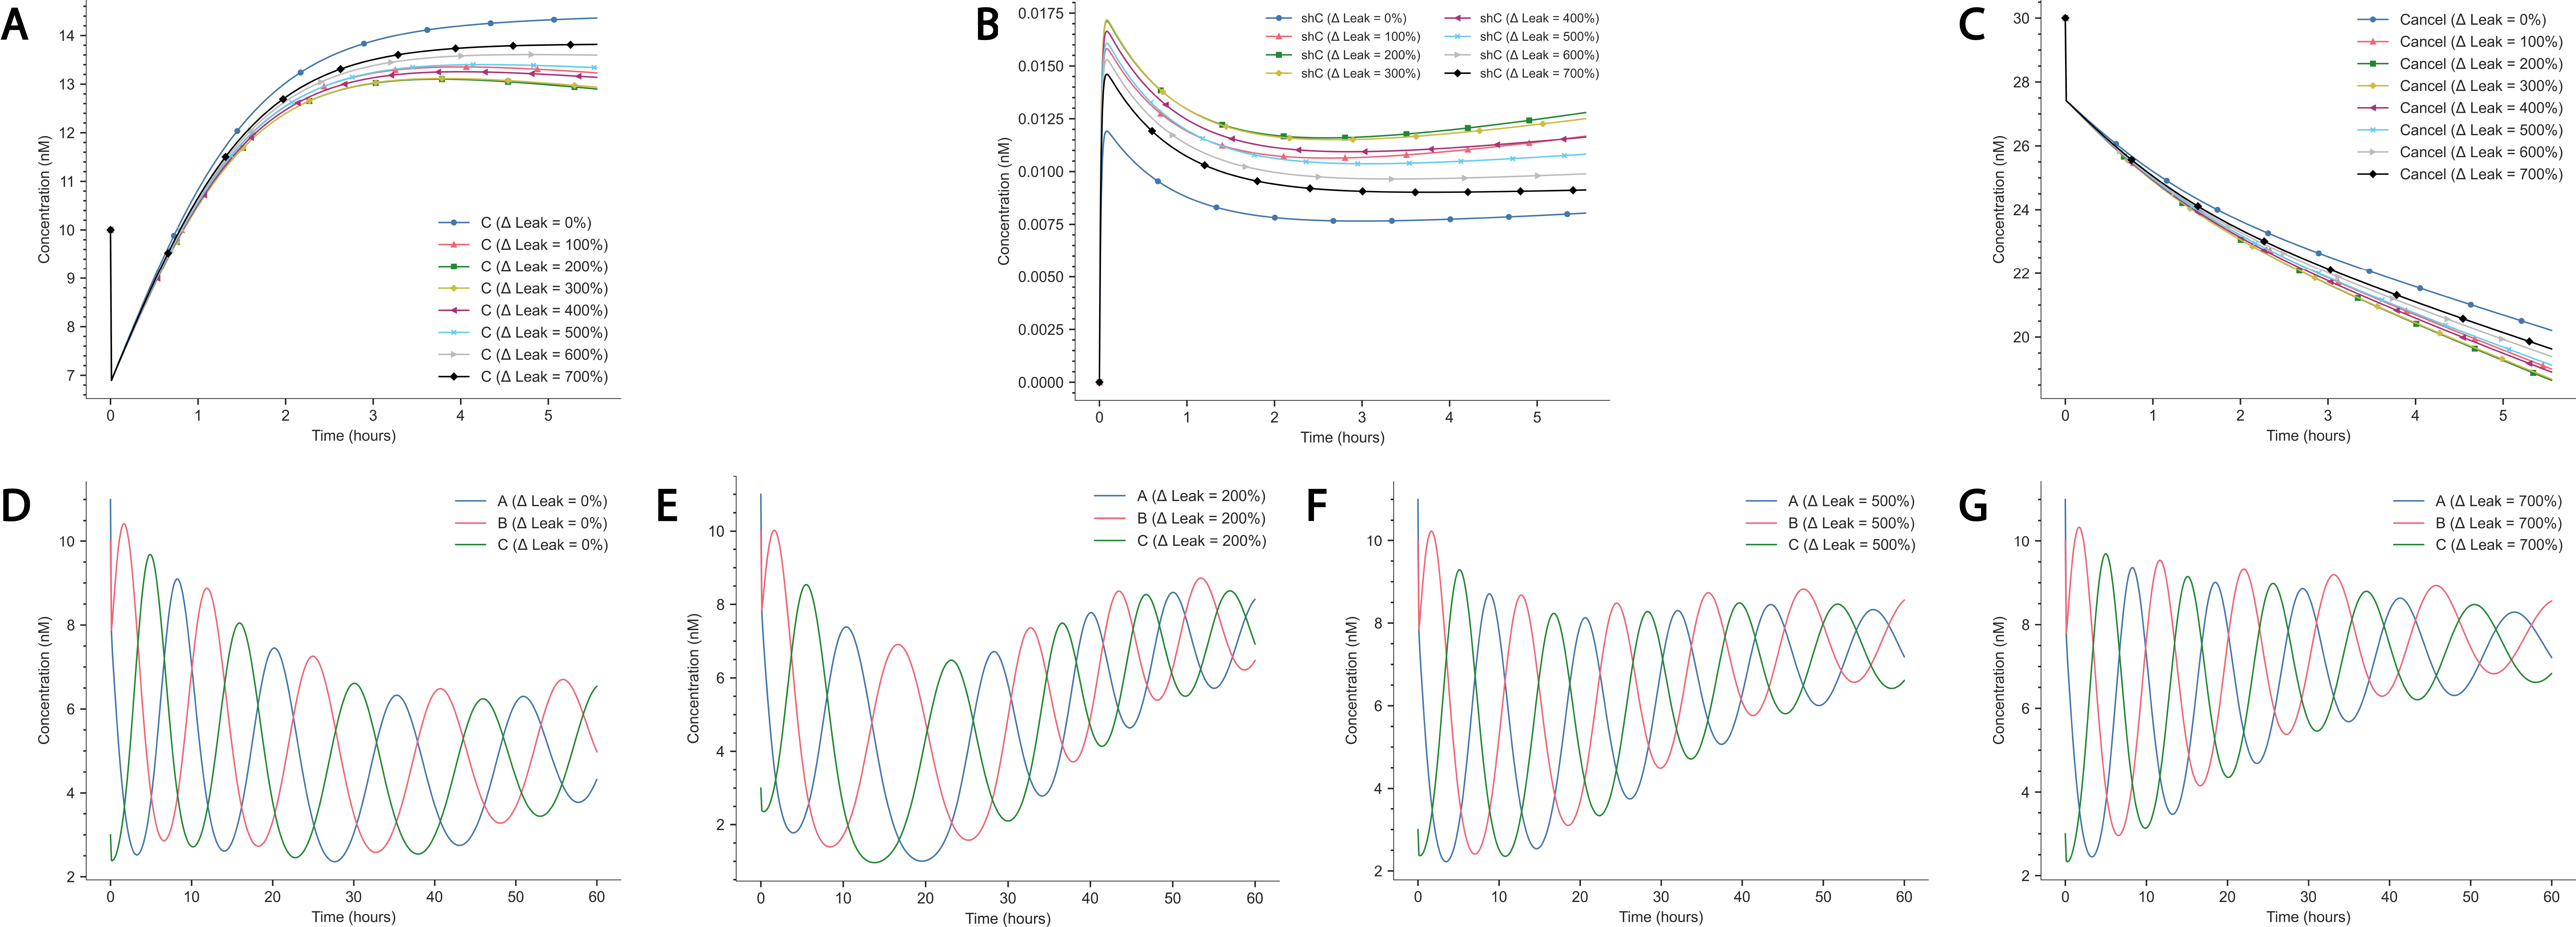 A
Concentration (nM)
14
13
12
11
10
9
8
7
C (Δ Leak = 0%)
C (Δ Leak = 100%)
C (Δ Leak = 200%)
C (Δ Leak = 300%)
C (Δ Leak = 400%)
C (Δ Leak = 500%)
C (Δ Leak = 600%)
C (Δ Leak = 700%)
0 1 2 3 4 5
Time (hours)
B
Concentration (nM)
0.0175
0.0150
0.0125
0.0100
0.0075
0.0050
0.0025
0.0000
shC (Δ Leak = 0%) shC (Δ Leak = 400%)
shC (Δ Leak = 100%) shC (Δ Leak = 500%)
shC (Δ Leak = 200%) shC (Δ Leak = 600%)
shC (Δ Leak = 300%) shC (Δ Leak = 700%)
0 1 2 3 4 5
Time (hours)
C
Concentration (nM)
30
28
26
24
22
20
Cancel (Δ Leak = 0%)
Cancel (Δ Leak = 100%)
Cancel (Δ Leak = 200%)
Cancel (Δ Leak = 300%)
Cancel (Δ Leak = 400%)
Cancel (Δ Leak = 500%)
Cancel (Δ Leak = 600%)
Cancel (Δ Leak = 700%)
0 1 2 3 4 5
Time (hours)
D
Concentration (nM)
10
8
6
4
2
A (Δ Leak = 0%)
B (Δ Leak = 0%)
C (Δ Leak = 0%)
0 10 20 30 40 50 60
Time (hours)
E
Concentration (nM)
10
8
6
4
2
A (Δ Leak = 200%)
B (Δ Leak = 200%)
C (Δ Leak = 200%)
0 10 20 30 40 50 60
Time (hours)
F
Concentration (nM)
10
8
6
4
2
A (Δ Leak = 500%)
B (Δ Leak = 500%)
C (Δ Leak = 500%)
0 10 20 30 40 50 60
Time (hours)
G
Concentration (nM)
10
8
6
4
2
A (Δ Leak = 700%)
B (Δ Leak = 700%)
C (Δ Leak = 700%)
0 10 20 30 40 50 60
Time (hours)